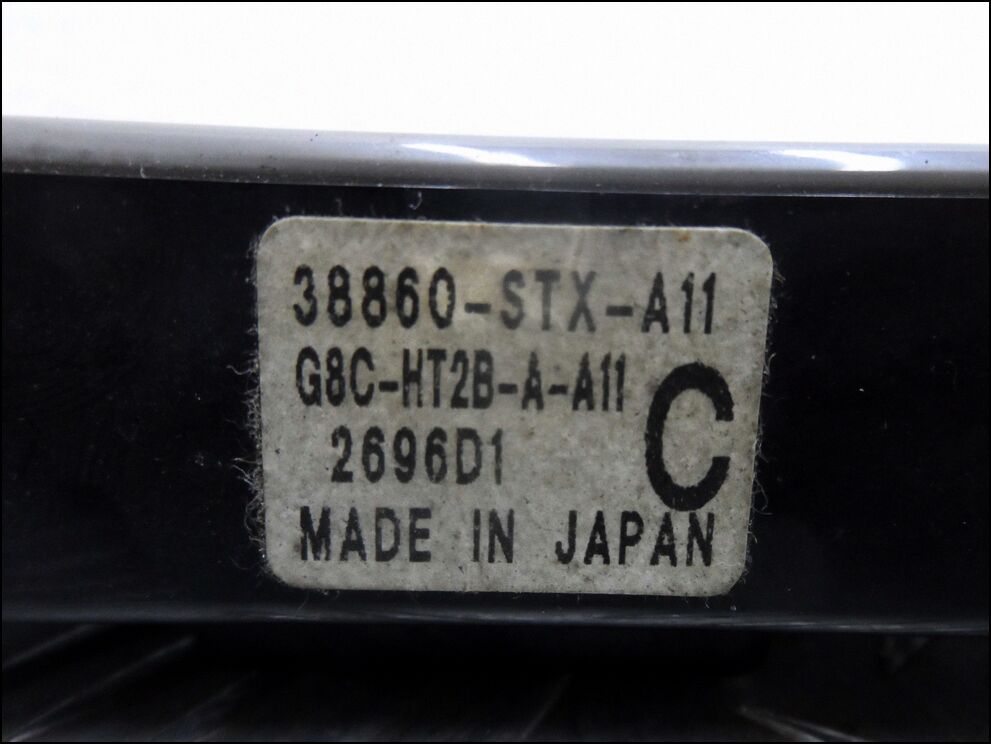 38860-STX-A11
G8C-HT2B-A-A11
C
2696D1
MADE IN JAPAN